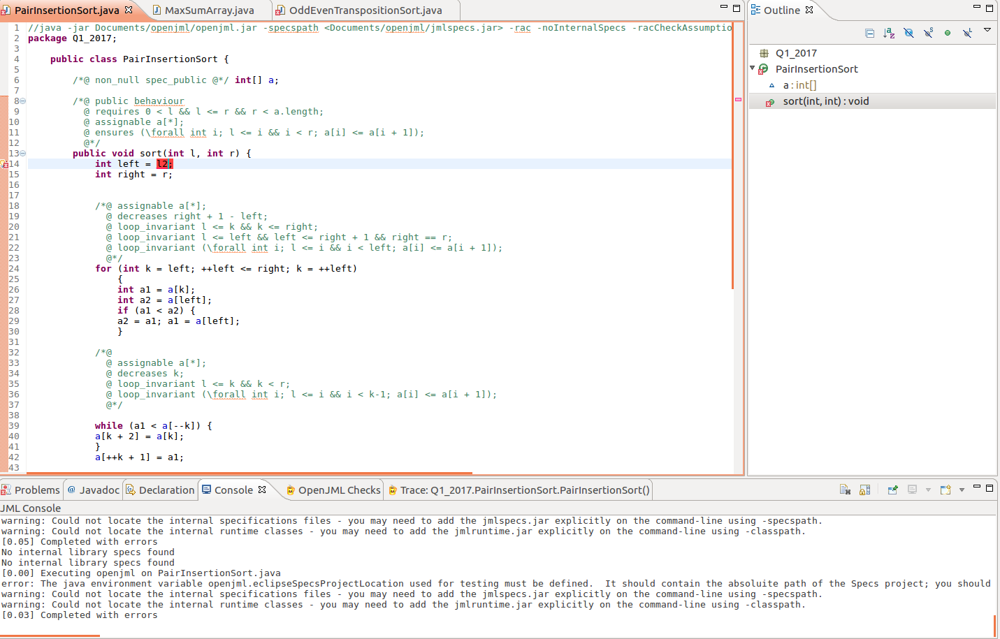 PairInsertionSort.java
MaxSumArray.java
OddEvenTranspositionSort.java
1 //java -jar Documents/openjml/openjml.jar -specspath <Documents/openjml/jmlspecs.jar> -rac -noInternalSpecs -racCheckAssumptio
2 package Q1_2017;
3
4 public class PairInsertionSort {
5
6 /*@ non_null spec_public @*/ int[] a;
7
8 /*@ public behaviour
9 @ requires 0 < l && l <= r && r < a.length;
10 @ assignable a[*];
11 @ ensures (\forall int i; l <= i && i < r; a[i] <= a[i + 1]);
12 @*/
13 public void sort(int l, int r) {
14 int left = l2;
15 int right = r;
16
17
18 /*@ assignable a[*];
19 @ decreases right + 1 - left;
20 @ loop_invariant l <= k && k <= right;
21 @ loop_invariant l <= left && left <= right + 1 && right == r;
22 @ loop_invariant (\forall int i; l <= i && i < left; a[i] <= a[i + 1]);
23 @*/
24 for (int k = left; ++left <= right; k = ++left)
25 {
26 int a1 = a[k];
27 int a2 = a[left];
28 if (a1 < a2) {
29 a2 = a1; a1 = a[left];
30 }
31
32 /*@
33 @ assignable a[*];
34 @ decreases k;
35 @ loop_invariant l <= k && k < r;
36 @ loop_invariant (\forall int i; l <= i && i < k-1; a[i] <= a[i + 1]);
37 @*/
38
39 while (a1 < a[--k]) {
40 a[k + 2] = a[k];
41 }
42 a[++k + 1] = a1;
43
Outline
Q1_2017
PairInsertionSort
a : int[]
sort(int, int) : void
Problems
@ Javadoc
Declaration
Console
OpenJML Checks
Trace: Q1_2017.PairInsertionSort.PairInsertionSort()
JML Console
warning: Could not locate the internal specifications files - you may need to add the jmlspecs.jar explicitly on the command-line using -specspath.
warning: Could not locate the internal runtime classes - you may need to add the jmlruntime.jar explicitly on the command-line using -classpath.
[0.05] Completed with errors
No internal library specs found
No internal library specs found
[0.00] Executing openjml on PairInsertionSort.java
error: The java environment variable openjml.eclipseSpecsProjectLocation used for testing must be defined.  It should contain the absoluite path of the Specs project; you should
warning: Could not locate the internal specifications files - you may need to add the jmlspecs.jar explicitly on the command-line using -specspath.
warning: Could not locate the internal runtime classes - you may need to add the jmlruntime.jar explicitly on the command-line using -classpath.
[0.03] Completed with errors